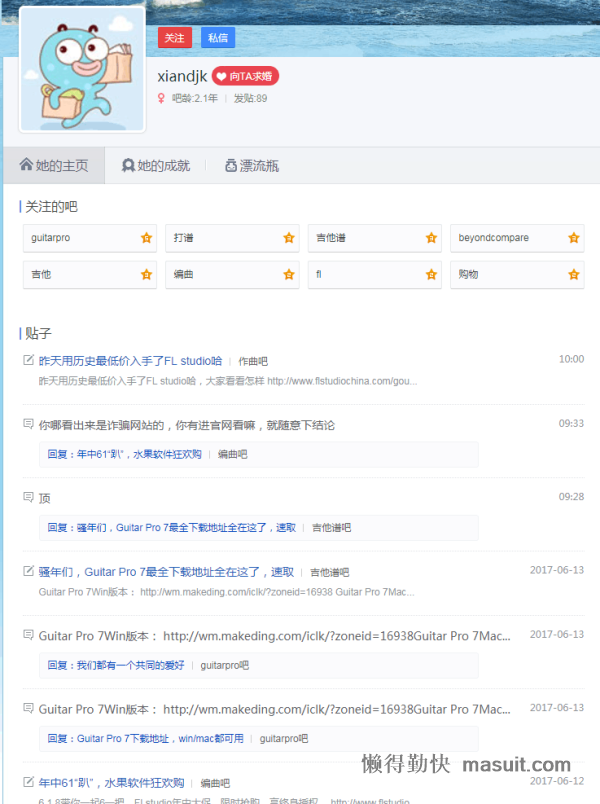 关注 私信
xiandjk 向TA求婚
吧龄:2.1年 发贴:89
她的主页 她的成就 漂流瓶
关注的吧
guitarpro 打谱 吉他谱 beyondcompare
吉他 编曲 fl 购物
贴子
昨天用历史最低价入手了FL studio哈 作曲吧 10:00
昨天用历史最低价入手了FL studio哈，大家看看怎样 http://www.flstudiochina.com/gou...
你哪看出来是诈骗网站的，你有进官网看嘛，就随意下结论 09:33
回复：年中61“趴”，水果软件狂欢购 编曲吧
顶 09:28
回复：骚年们，Guitar Pro 7最全下载地址全在这了，速取 吉他谱吧
骚年们，Guitar Pro 7最全下载地址全在这了，速取 吉他谱吧 2017-06-13
Guitar Pro 7Win版本： http://wm.makeding.com/iclk/?zoneid=16938 Guitar Pro 7Mac...
Guitar Pro 7Win版本： http://wm.makeding.com/iclk/?zoneid=16938Guitar Pro 7Mac... 2017-06-13
回复：我们都有一个共同的爱好 guitarpro吧
Guitar Pro 7Win版本： http://wm.makeding.com/iclk/?zoneid=16938Guitar Pro 7Mac... 2017-06-13
回复：Guitar Pro 7下载地址，win/mac都可用 guitarpro吧
懒得勤快 masuit.com
年中61“趴”，水果软件狂欢购 编曲吧 2017-06-12